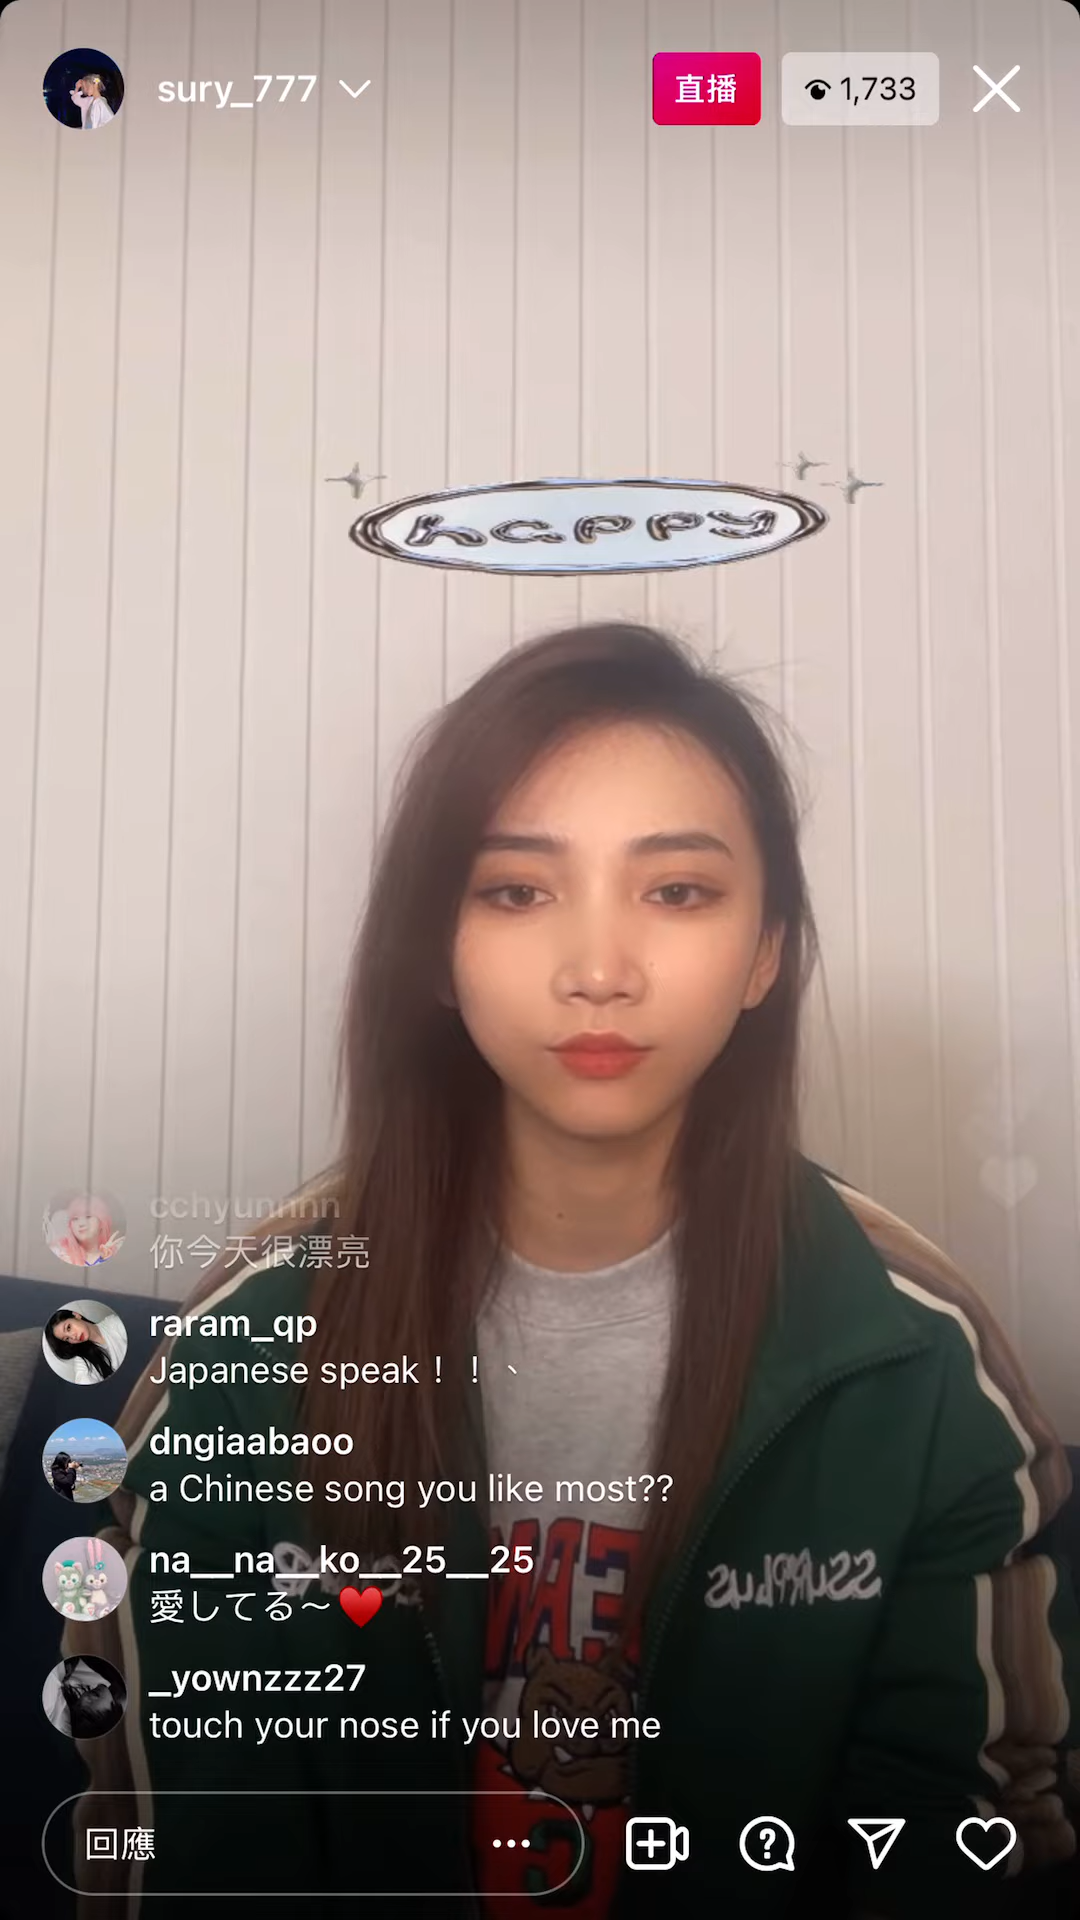 sury_777
直播
1,733
happy
cchyunnnn
你今天很漂亮
raram_qp
Japanese speak！！、
dngiaabaoo
a Chinese song you like most??
na__na__ko__25__25
愛してる～❤️
_yownzzz27
touch your nose if you love me
回應